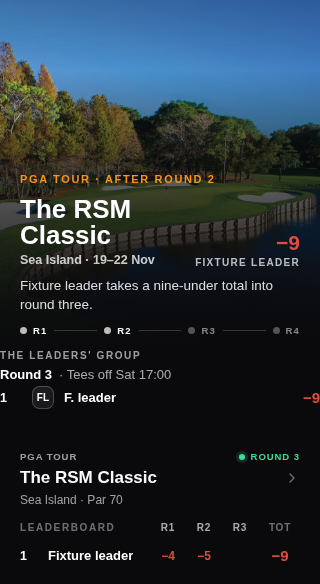 PGA TOUR · AFTER ROUND 2
The RSM
Classic
Sea Island · 19–22 Nov
−9
FIXTURE LEADER
Fixture leader takes a nine-under total into
round three.
R1 R2 R3 R4
THE LEADERS' GROUP
Round 3 · Tees off Sat 17:00
1 FL F. leader −9
PGA TOUR ROUND 3
The RSM Classic
Sea Island · Par 70
LEADERBOARD R1 R2 R3 TOT
1 Fixture leader −4 −5 −9